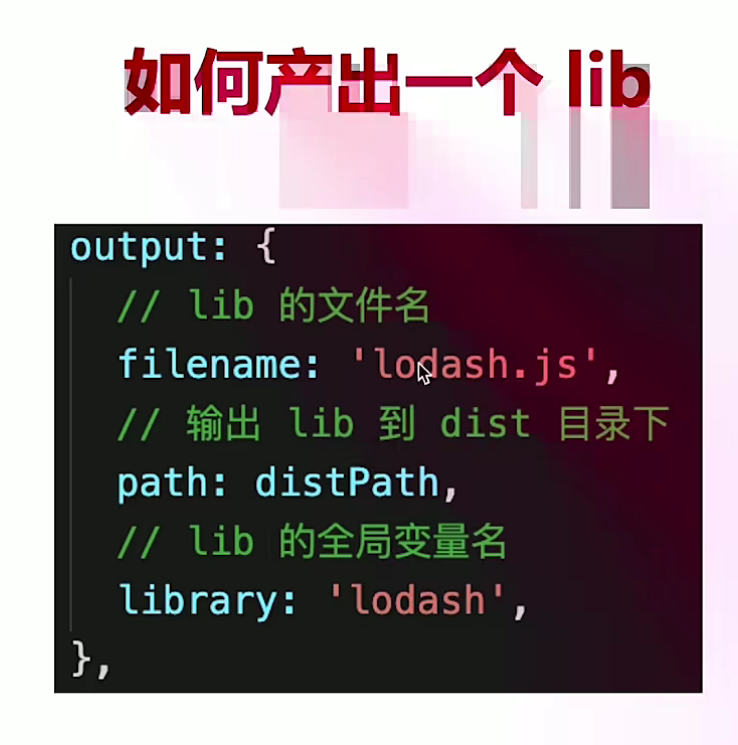 如何产出一个 lib
output: {
// lib 的文件名
filename: 'lodash.js',
// 输出 lib 到 dist 目录下
path: distPath,
// lib 的全局变量名
library: 'lodash',
},